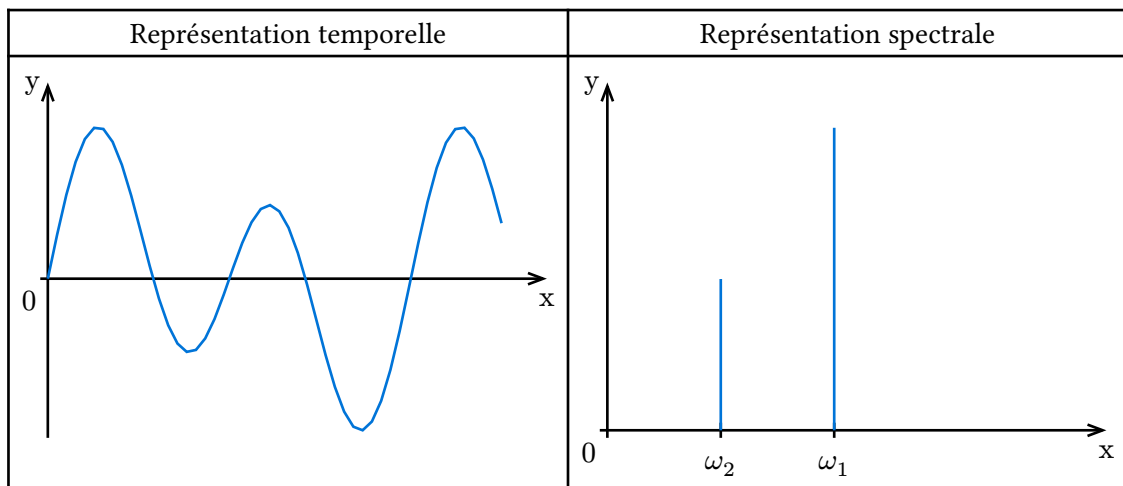 Représentation temporelle
Représentation spectrale
y
0
x
y
0
ω₂
ω₁
x